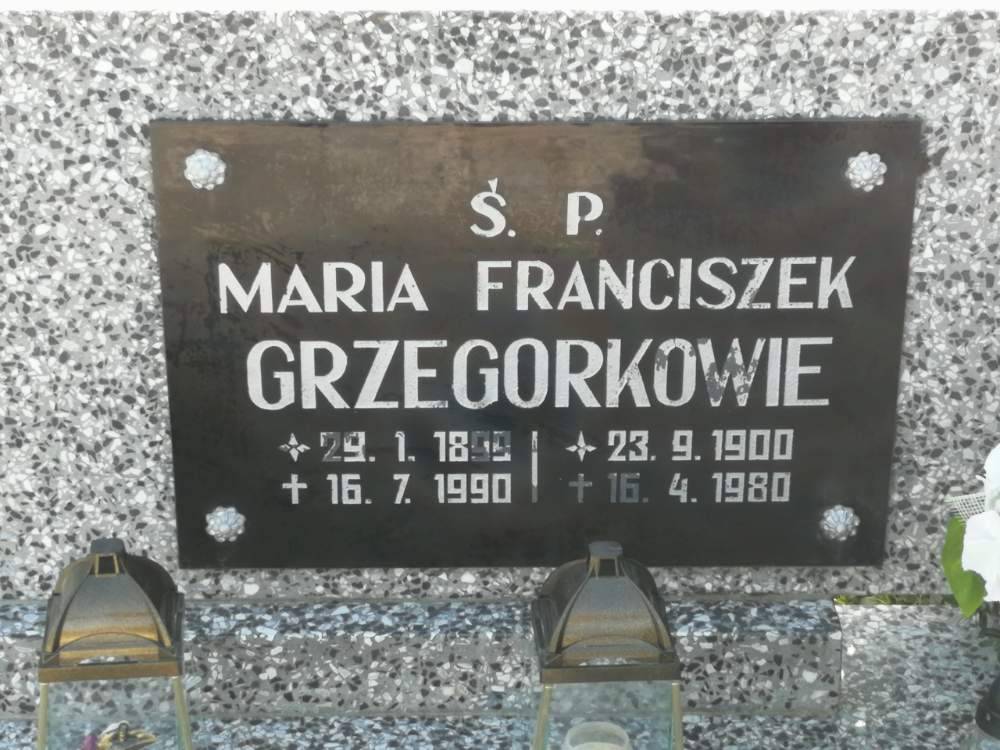 Ś. P.
MARIA FRANCISZEK
GRZEGORKOWIE
29. 1. 1899 23. 9. 1900
16. 7. 1990 16. 4. 1980